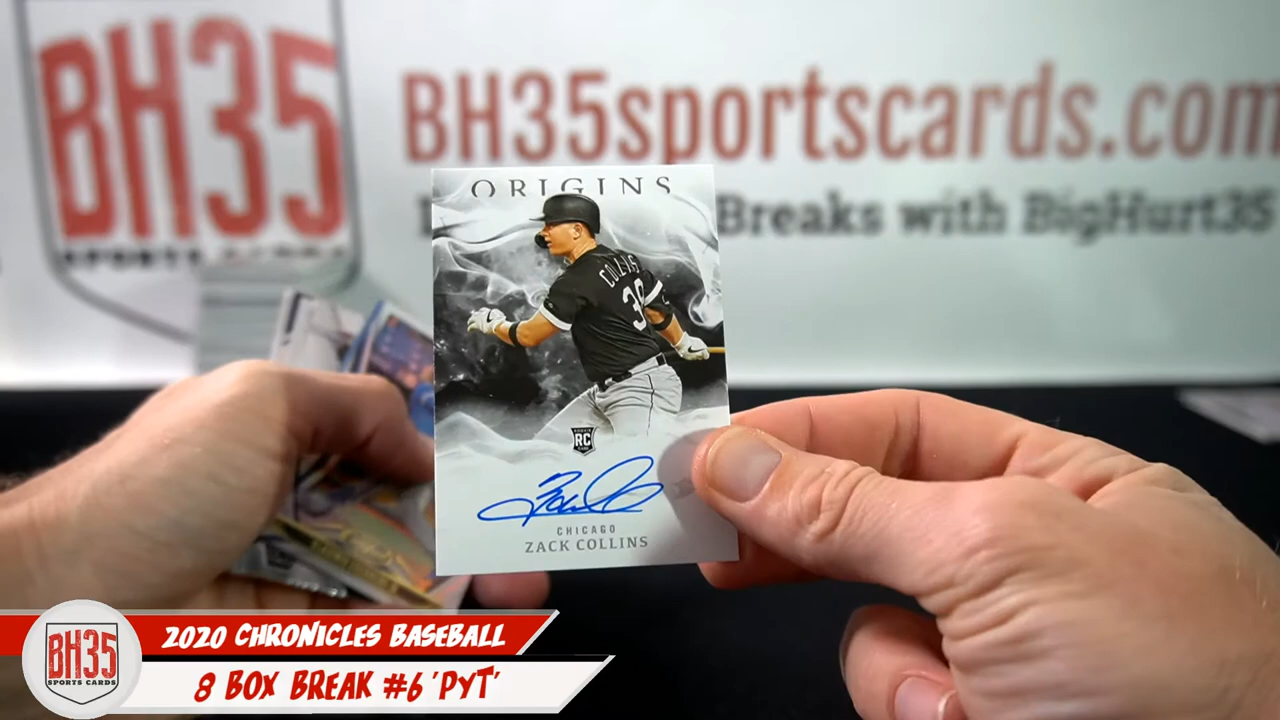 BH35
SPORTS CARDS
BH35sportscards.com
Breaks with BigHurt35
ORIGINS
COLLINS
RC
CHICAGO
ZACK COLLINS
BH35
SPORTS CARDS
2020 CHRONICLES BASEBALL
8 BOX BREAK #6 'PYT'